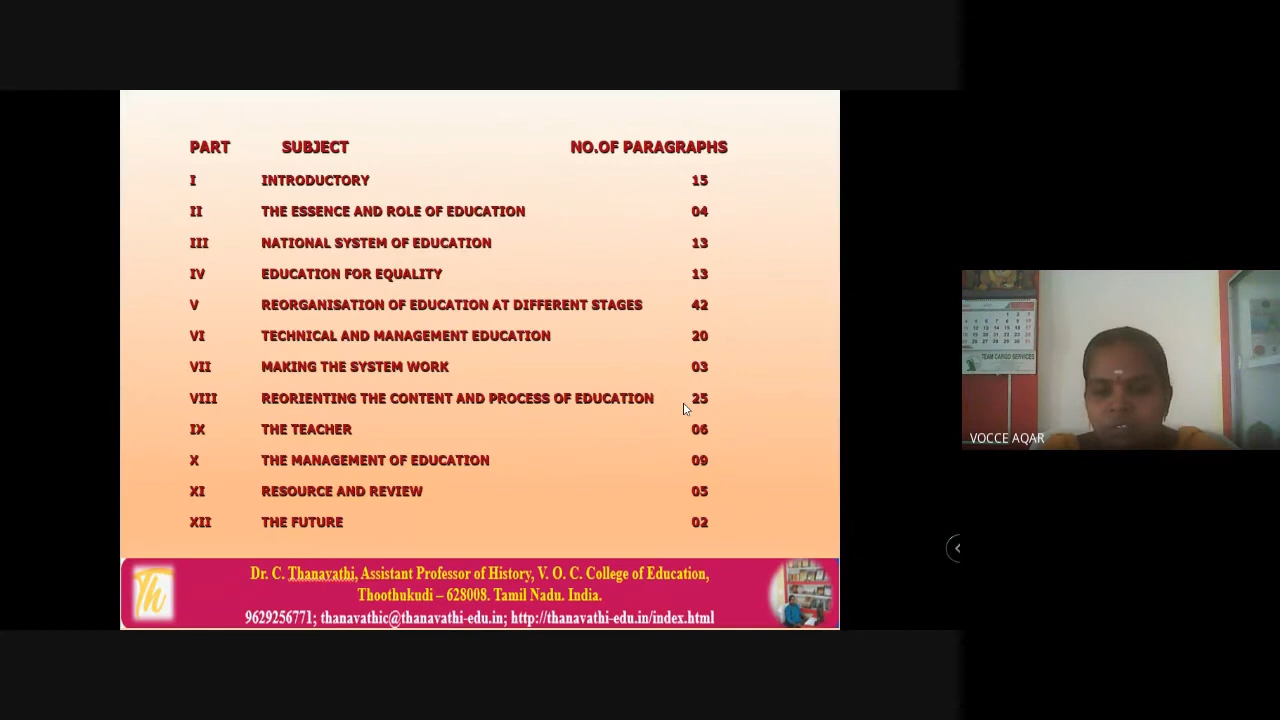 PART SUBJECT NO.OF PARAGRAPHS
I INTRODUCTORY 15
II THE ESSENCE AND ROLE OF EDUCATION 04
III NATIONAL SYSTEM OF EDUCATION 13
IV EDUCATION FOR EQUALITY 13
V REORGANISATION OF EDUCATION AT DIFFERENT STAGES 42
VI TECHNICAL AND MANAGEMENT EDUCATION 20
VII MAKING THE SYSTEM WORK 03
VIII REORIENTING THE CONTENT AND PROCESS OF EDUCATION 25
IX THE TEACHER 06
X THE MANAGEMENT OF EDUCATION 09
XI RESOURCE AND REVIEW 05
XII THE FUTURE 02
Th
Dr. C. Thanavathi, Assistant Professor of History, V. O. C. College of Education,
Thoothukudi – 628008. Tamil Nadu. India.
9629256771; thanavathic@thanavathi-edu.in; http://thanavathi-edu.in/index.html
TEAM CARGO SERVICES
VOCCE AQAR